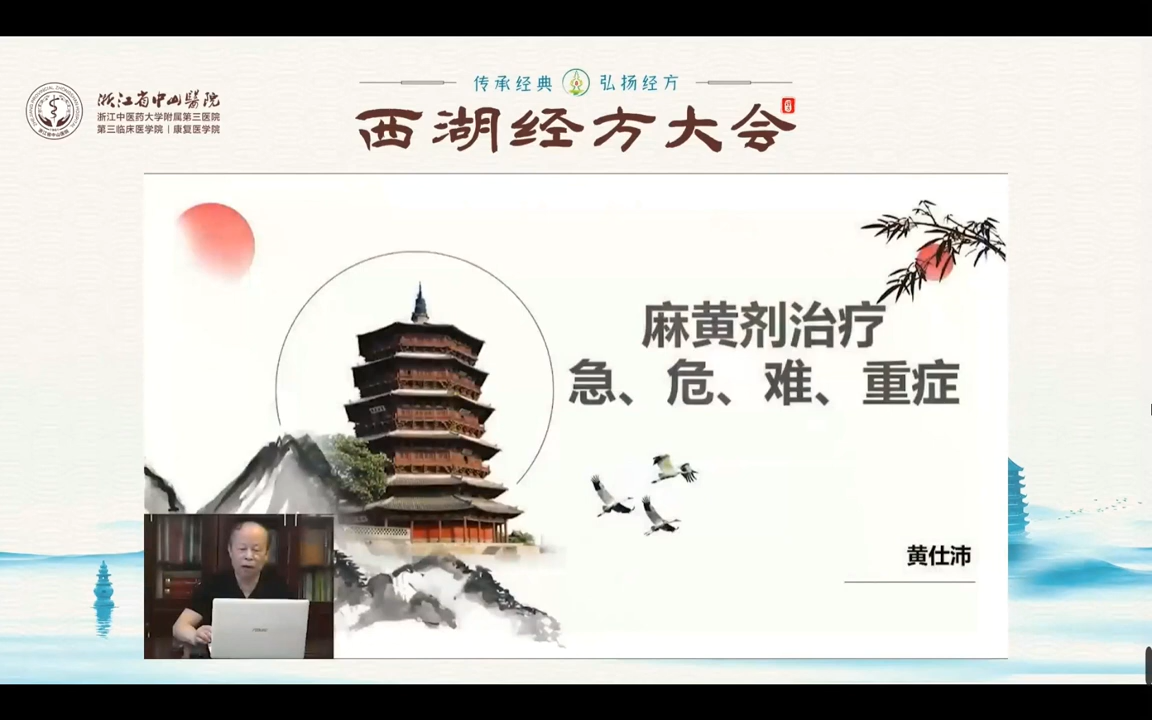 浙江省中山醫院
浙江中医药大学附属第三医院
第三临床医学院 | 康复医学院
传承经典 弘扬经方
西湖经方大会
麻黄剂治疗
急、危、难、重症
黄仕沛